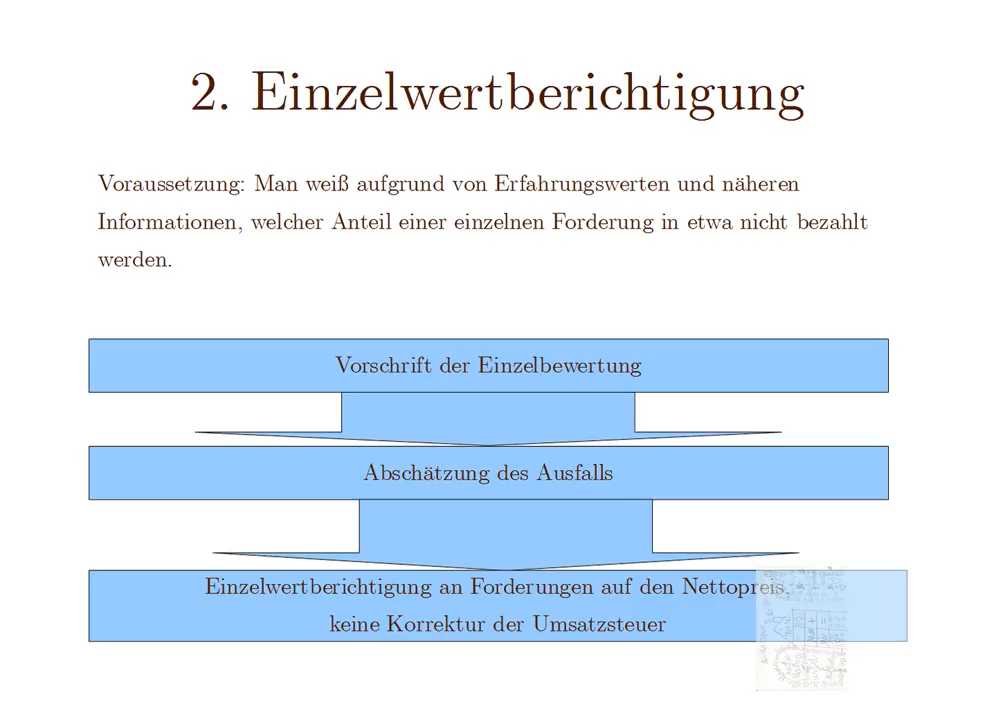 2. Einzelwertberichtigung
Voraussetzung: Man weiß aufgrund von Erfahrungswerten und näheren
Informationen, welcher Anteil einer einzelnen Forderung in etwa nicht bezahlt
werden.
Vorschrift der Einzelbewertung
Abschätzung des Ausfalls
Einzelwertberichtigung an Forderungen auf den Nettopreis,
keine Korrektur der Umsatzsteuer